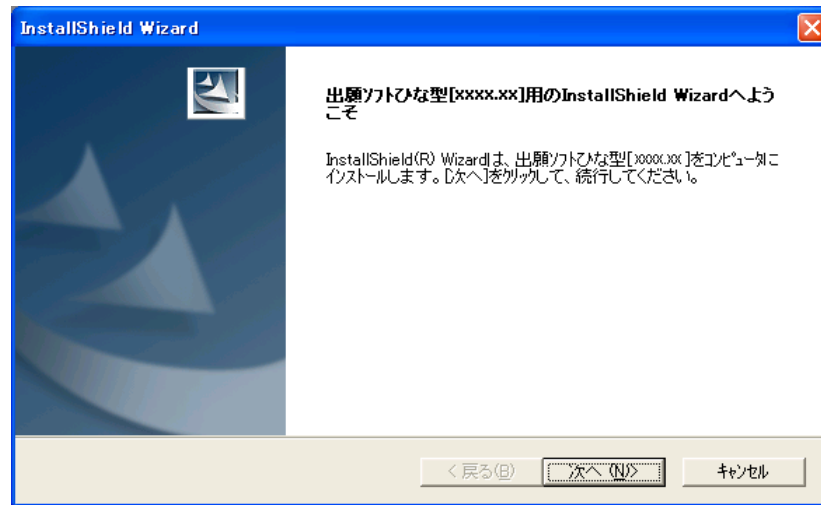 InstallShield Wizard
出願ソフトひな型[xxxx.xx]用のInstallShield Wizardへよう
こそ
InstallShield(R) Wizardは、出願ソフトひな型[xxxx.xx]をコンピュータに
インストールします。[次へ]をクリックして、続行してください。
< 戻る(B) 次へ (N)> キャンセル